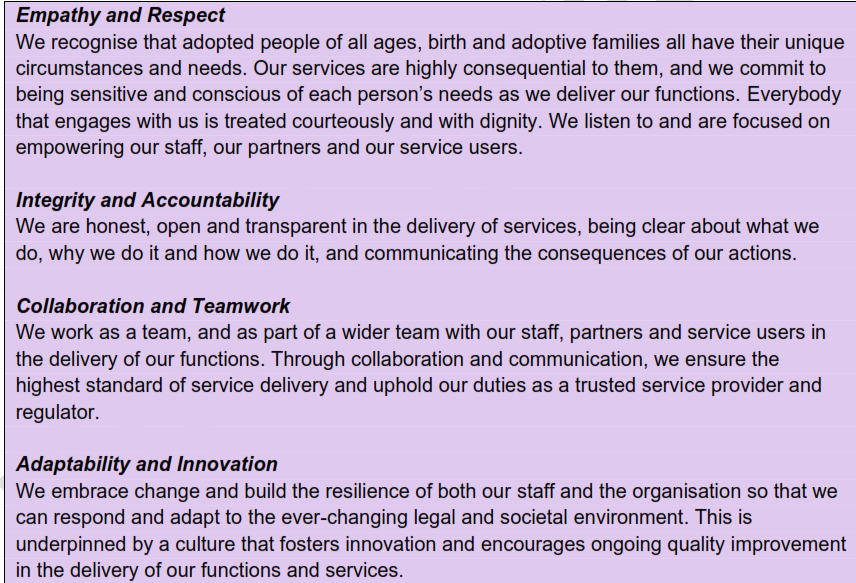 Empathy and Respect
We recognise that adopted people of all ages, birth and adoptive families all have their unique
circumstances and needs. Our services are highly consequential to them, and we commit to
being sensitive and conscious of each person's needs as we deliver our functions. Everybody
that engages with us is treated courteously and with dignity. We listen to and are focused on
empowering our staff, our partners and our service users.
Integrity and Accountability
We are honest, open and transparent in the delivery of services, being clear about what we
do, why we do it and how we do it, and communicating the consequences of our actions.
Collaboration and Teamwork
We work as a team, and as part of a wider team with our staff, partners and service users in
the delivery of our functions. Through collaboration and communication, we ensure the
highest standard of service delivery and uphold our duties as a trusted service provider and
regulator.
Adaptability and Innovation
We embrace change and build the resilience of both our staff and the organisation so that we
can respond and adapt to the ever-changing legal and societal environment. This is
underpinned by a culture that fosters innovation and encourages ongoing quality improvement
in the delivery of our functions and services.